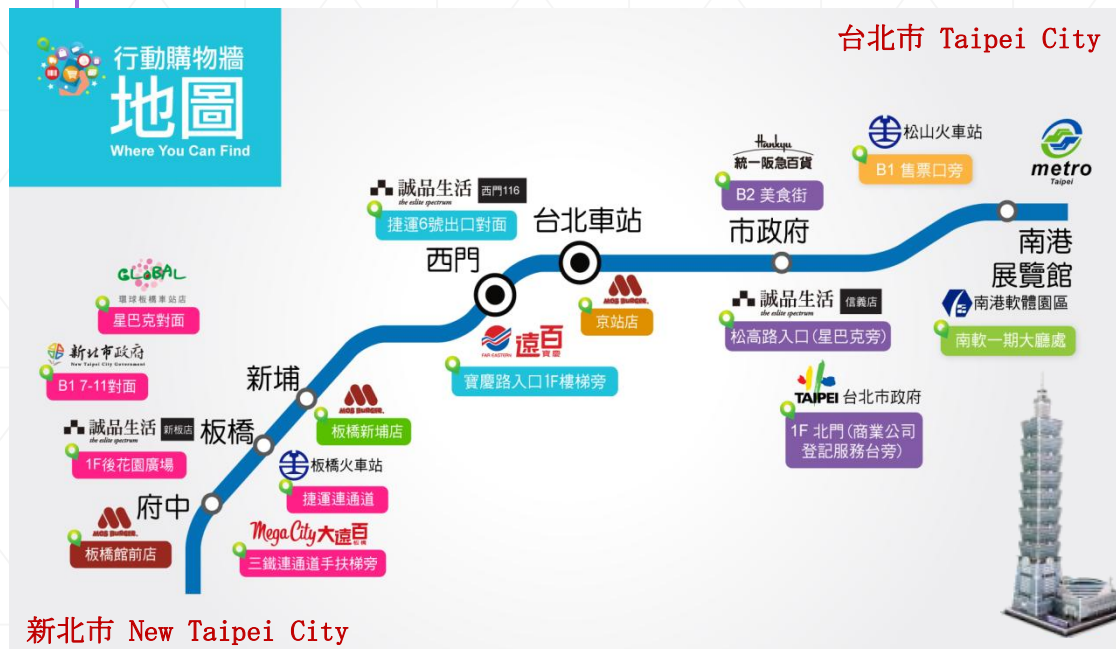 行動購物牆
地圖
Where You Can Find
台北市 Taipei City
松山火車站
B1 售票口旁
metro
Taipei
Hankyu
統一阪急百貨
B2 美食街
誠品生活 西門116
the eslite spectrum
捷運6號出口對面
台北車站
西門
市政府
南港
展覽館
南港軟體園區
南軟一期大廳處
MOS BURGER.
京站店
誠品生活 信義店
the eslite spectrum
松高路入口(星巴克旁)
TAIPEI 台北市政府
1F 北門(商業公司
登記服務台旁)
FAR EASTERN 遠百 寶慶
寶慶路入口1F樓梯旁
GLOBAL
環球板橋車站店
星巴克對面
新北市政府
New Taipei City Government
B1 7-11對面
新埔
MOS BURGER.
板橋新埔店
誠品生活 新板店
the eslite spectrum
1F後花園廣場
板橋
板橋火車站
捷運連通道
府中
MOS BURGER.
板橋館前店
Mega City 大遠百 板橋
三鐵連通道手扶梯旁
新北市 New Taipei City